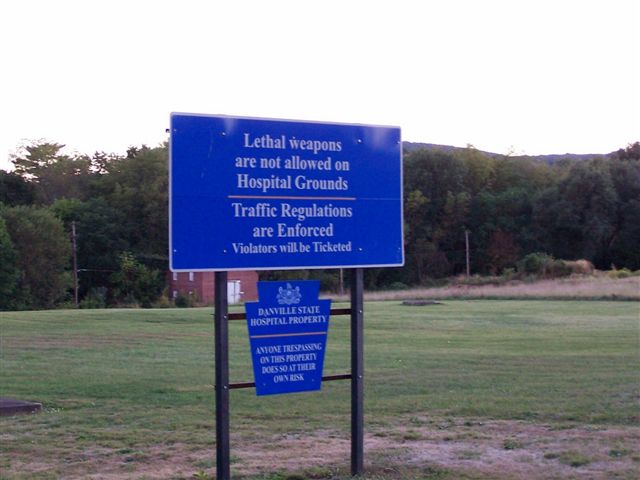 Lethal weapons
are not allowed on
Hospital Grounds
Traffic Regulations
are Enforced
Violators will be Ticketed
DANVILLE STATE
HOSPITAL PROPERTY
ANYONE TRESPASSING
ON THIS PROPERTY
DOES SO AT THEIR
OWN RISK